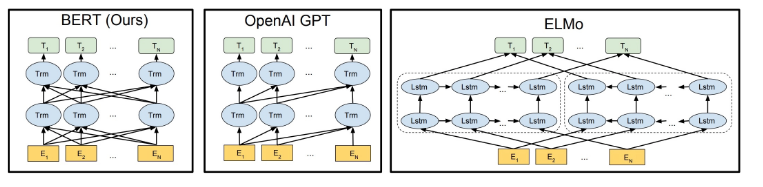 BERT (Ours)
T1 T2 ... TN
Trm Trm ... Trm
Trm Trm ... Trm
E1 E2 ... EN
OpenAI GPT
T1 T2 ... TN
Trm Trm ... Trm
Trm Trm ... Trm
E1 E2 ... EN
ELMo
T1 T2 ... TN
Lstm Lstm ... Lstm Lstm Lstm ... Lstm
Lstm Lstm ... Lstm Lstm Lstm ... Lstm
E1 E2 ... EN